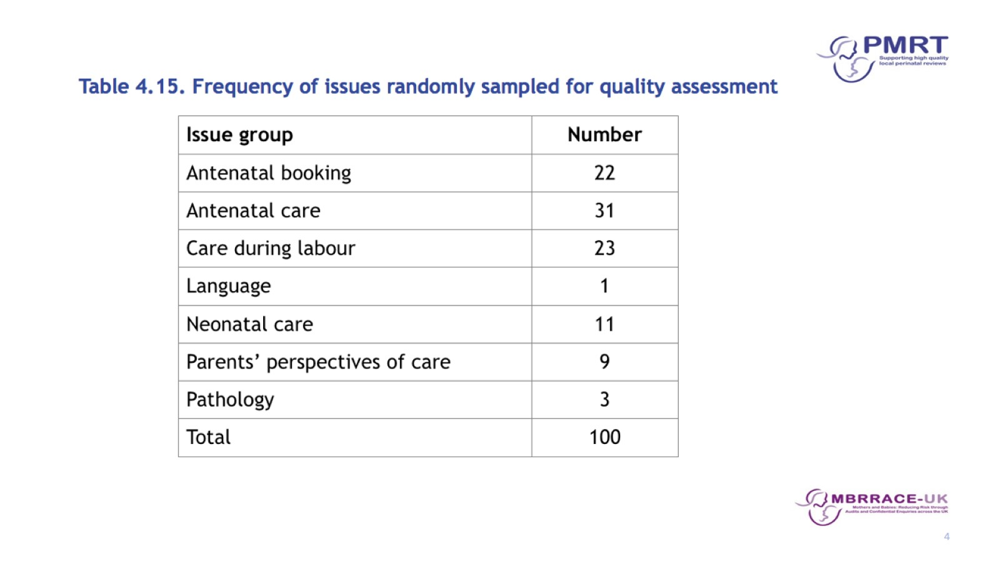 PMRT
Supporting high quality
local perinatal reviews
Table 4.15. Frequency of issues randomly sampled for quality assessment
Issue group Number
Antenatal booking 22
Antenatal care 31
Care during labour 23
Language 1
Neonatal care 11
Parents’ perspectives of care 9
Pathology 3
Total 100
MBRRACE-UK
Mothers and Babies: Reducing Risk through
Audits and Confidential Enquiries across the UK
4